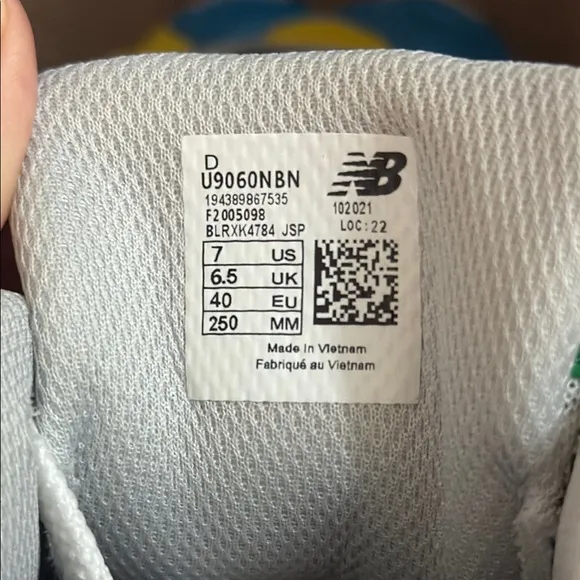 D
U9060NBN
NB
194389867535
102021
F2005098
LOC:22
BLRXK4784 JSP
7 US
6.5 UK
40 EU
250 MM
Made In Vietnam
Fabriqué au Vietnam